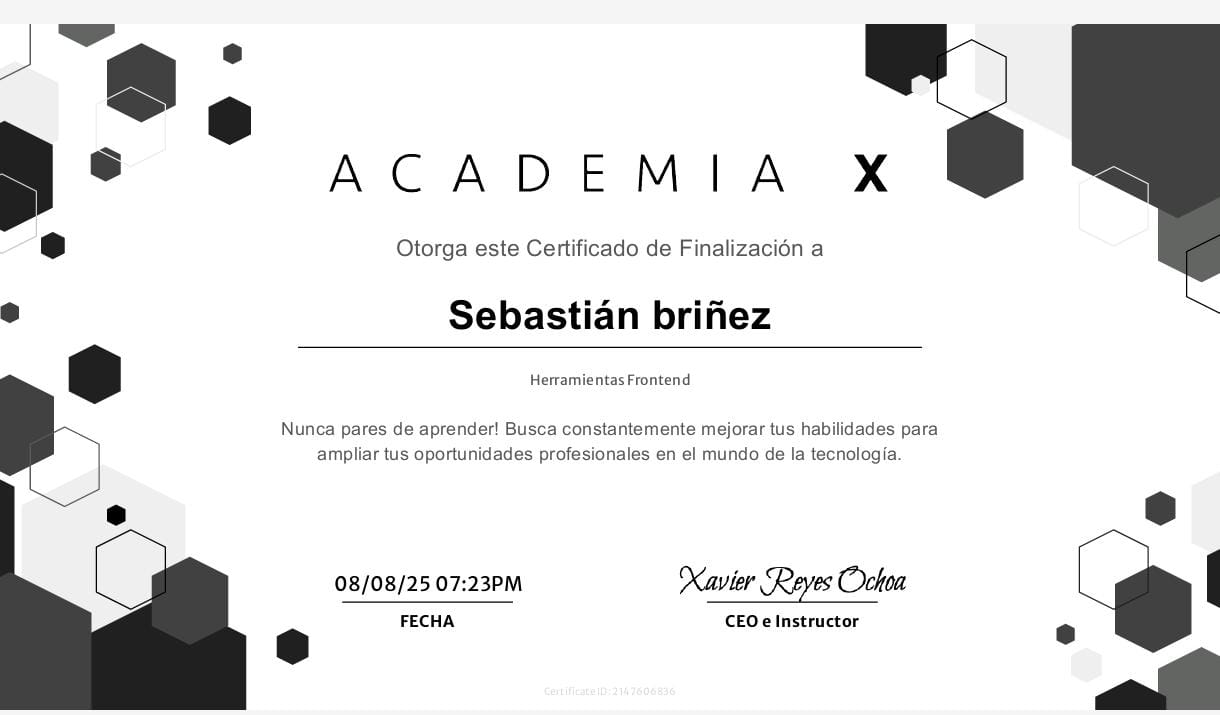 ACADEMIA X
Otorga este Certificado de Finalización a
Sebastián briñez
Herramientas Frontend
Nunca pares de aprender! Busca constantemente mejorar tus habilidades para
ampliar tus oportunidades profesionales en el mundo de la tecnología.
08/08/25 07:23PM
Xavier Reyes Ochoa
FECHA
CEO e Instructor
Certificate ID: 2147606836